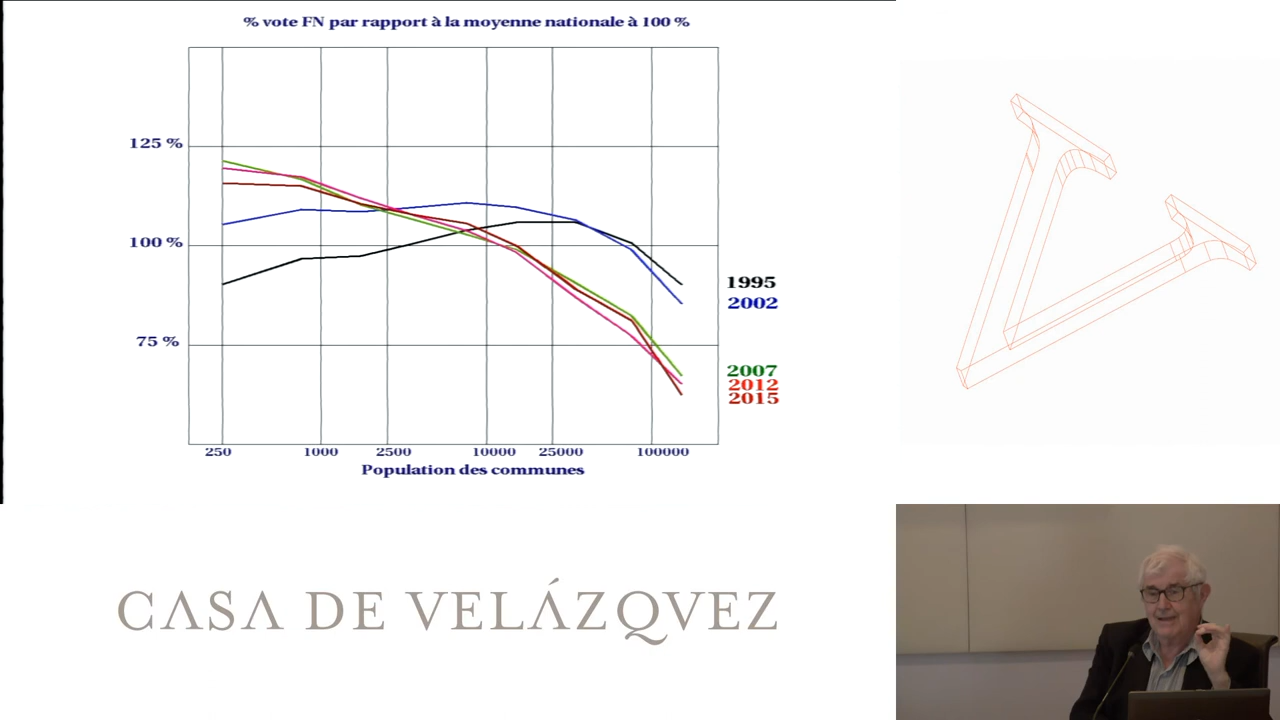 % vote FN par rapport à la moyenne nationale à 100 %
125 %
100 %
75 %
1995
2002
2007
2012
2015
250 1000 2500 10000 25000 100000
Population des communes
CASA DE VELÁZQVEZ